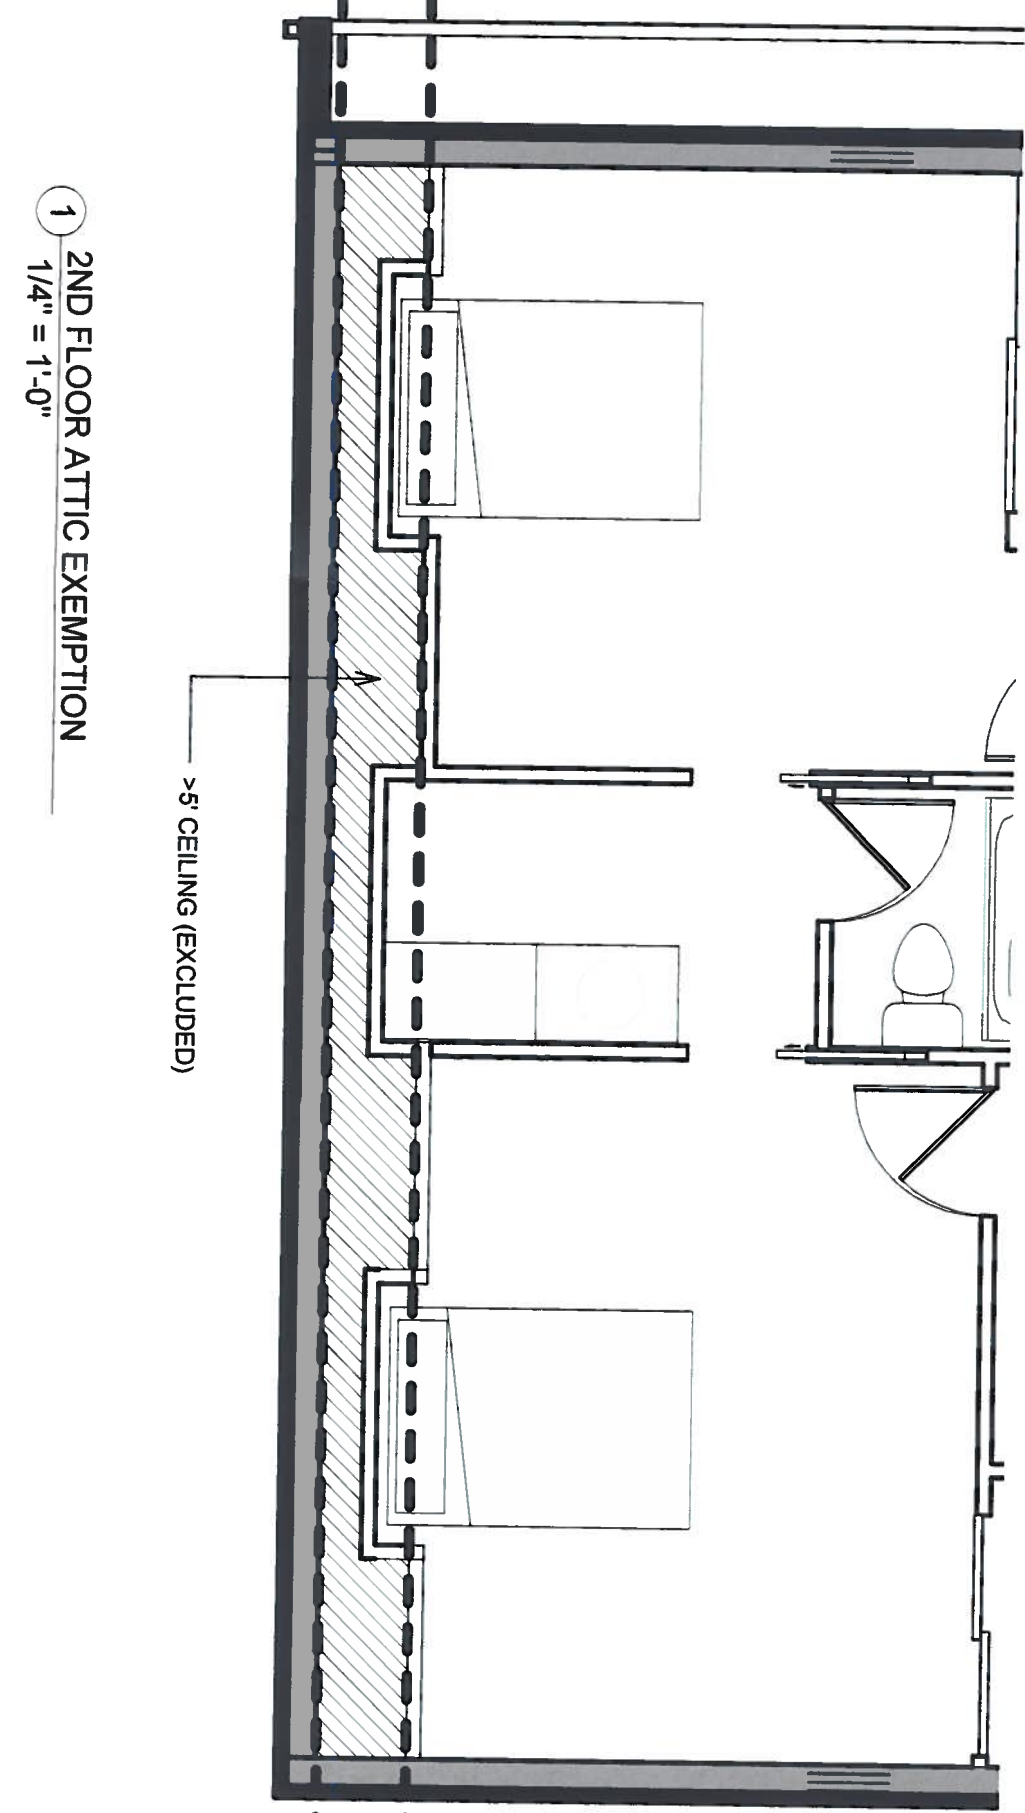 >5' CEILING (EXCLUDED)
1
2ND FLOOR ATTIC EXEMPTION
1/4" = 1'-0"